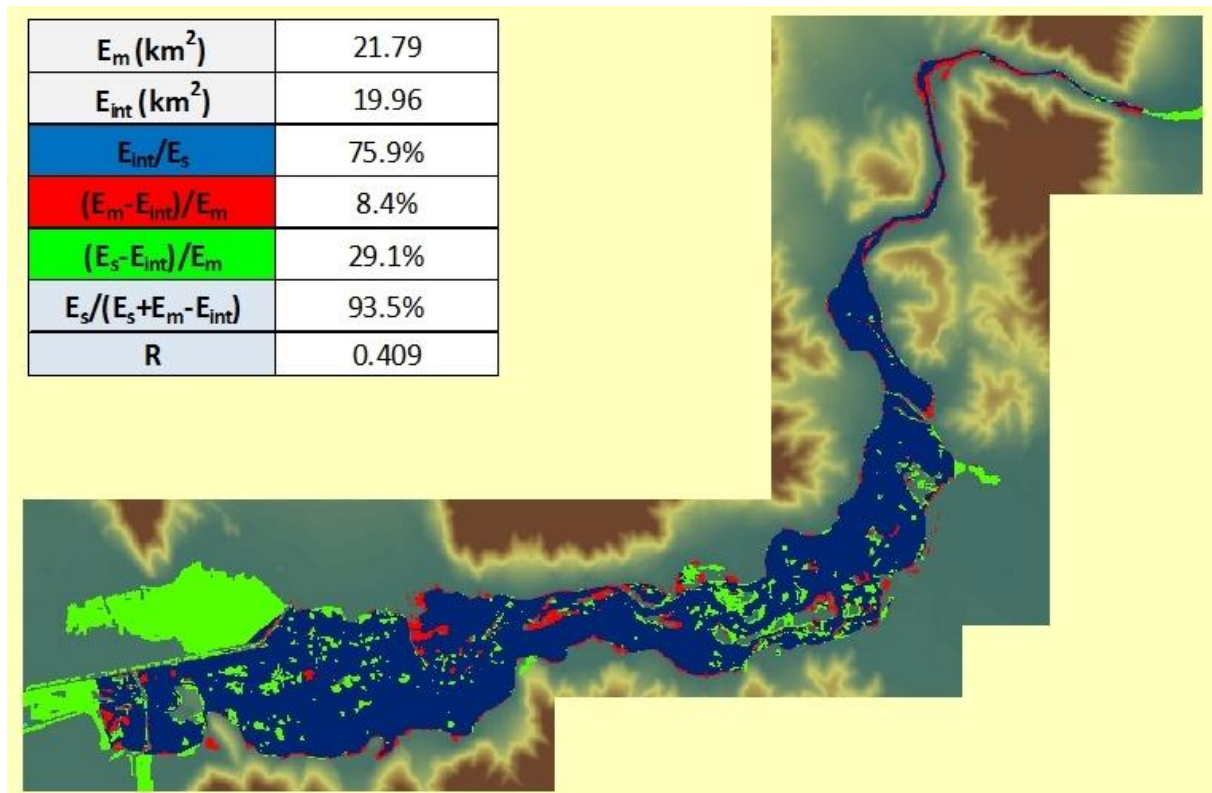 Em (km²) 21.79
Eint (km²) 19.96
Eint/Es 75.9%
(Em-Eint)/Em 8.4%
(Es-Eint)/Em 29.1%
Es/(Es+Em-Eint) 93.5%
R 0.409